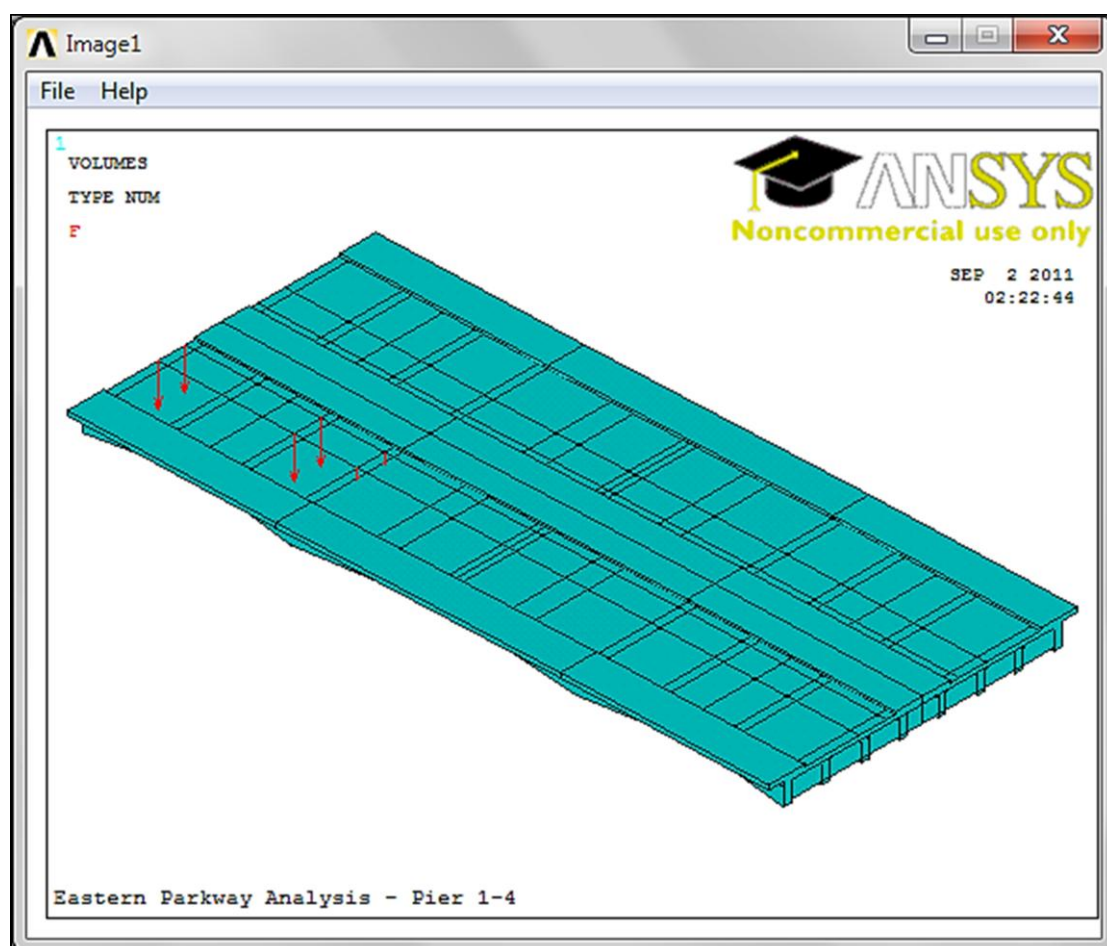 Image1
File Help
1
VOLUMES
TYPE NUM
F
ANSYS
Noncommercial use only
SEP 2 2011
02:22:44
Eastern Parkway Analysis - Pier 1-4